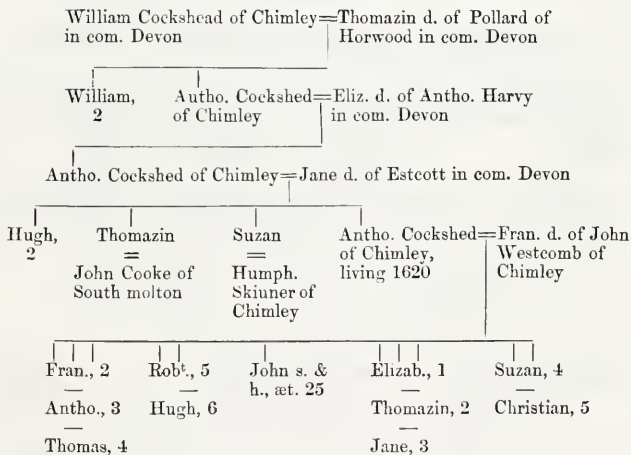 William Cockshead of Chimley=Thomazin d. of Pollard of
in com. Devon Horwood in com. Devon
William, Autho. Cockshed=Eliz. d. of Antho. Harvy
2 of Chimley in com. Devon
Antho. Cockshed of Chimley=Jane d. of Estcott in com. Devon
Hugh, Thomazin Suzan Antho. Cockshed=Fran. d. of John
2 = = of Chimley, Westcomb of
John Cooke of Humph. living 1620 Chimley
South molton Skiuner of
Chimley
Fran., 2 Robt., 5 John s. & Elizab., 1 Suzan, 4
Antho., 3 Hugh, 6 h., æt. 25 Thomazin, 2 Christian, 5
Thomas, 4 Jane, 3